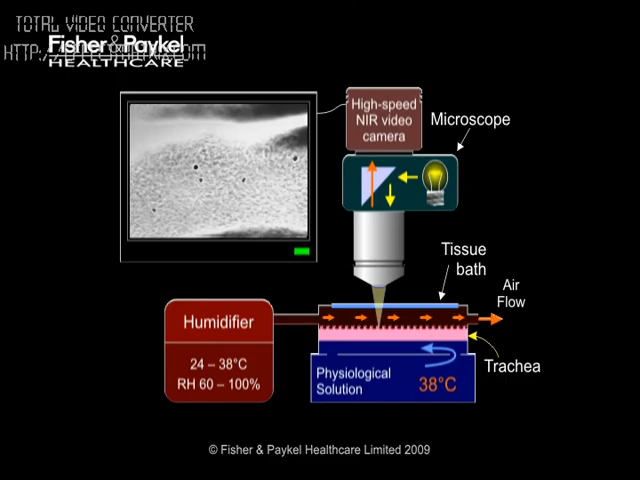 TOTAL VIDEO CONVERTER
Fisher & Paykel
HEALTHCARE
High-speed
NIR video
camera
Microscope
Tissue
bath
Air
Flow
Humidifier
24 – 38°C
RH 60 – 100%
Physiological
Solution
38°C
Trachea
© Fisher & Paykel Healthcare Limited 2009